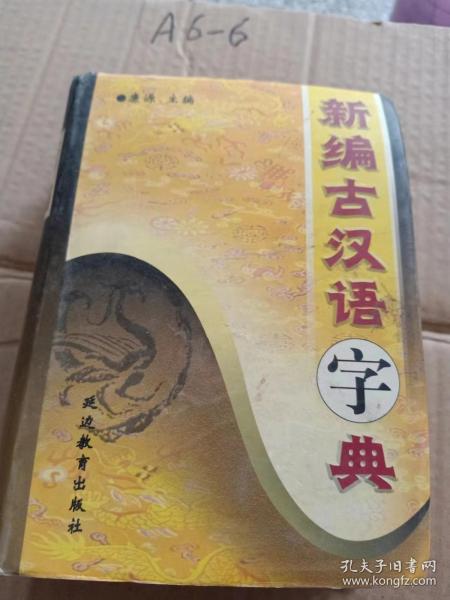 A6-6
●康源 主编
新编古汉语字典
延边教育出版社
孔夫子旧书网
www.kongfz.com